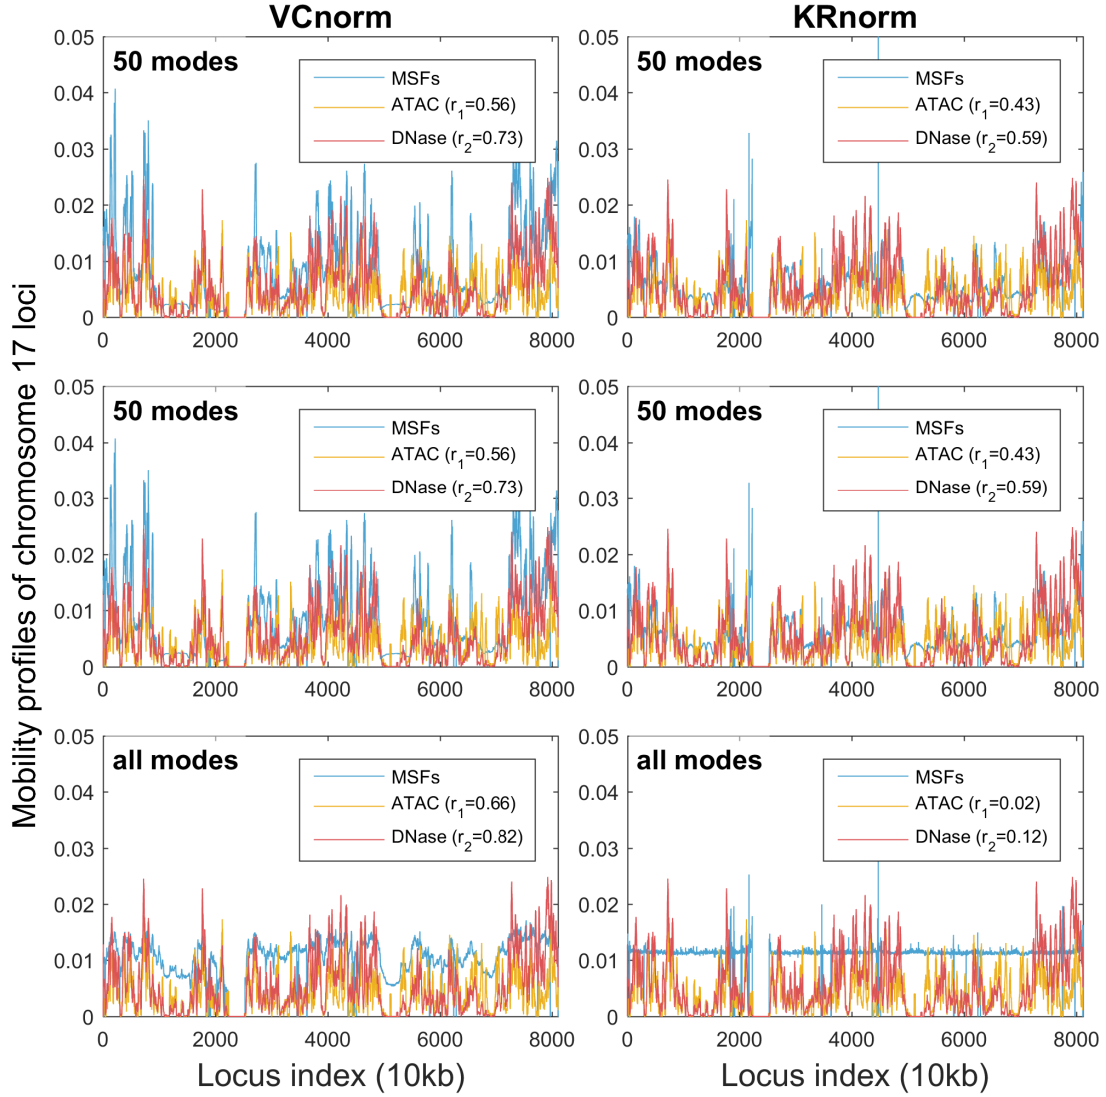 VCnorm
KRnorm
Mobility profiles of chromosome 17 loci
50 modes
MSFs
ATAC (r1=0.56)
DNase (r2=0.73)
0.05
0.04
0.03
0.02
0.01
0
0 2000 4000 6000 8000
50 modes
MSFs
ATAC (r1=0.43)
DNase (r2=0.59)
0.05
0.04
0.03
0.02
0.01
0
0 2000 4000 6000 8000
50 modes
MSFs
ATAC (r1=0.56)
DNase (r2=0.73)
0.05
0.04
0.03
0.02
0.01
0
0 2000 4000 6000 8000
50 modes
MSFs
ATAC (r1=0.43)
DNase (r2=0.59)
0.05
0.04
0.03
0.02
0.01
0
0 2000 4000 6000 8000
all modes
MSFs
ATAC (r1=0.66)
DNase (r2=0.82)
0.05
0.04
0.03
0.02
0.01
0
0 2000 4000 6000 8000
Locus index (10kb)
all modes
MSFs
ATAC (r1=0.02)
DNase (r2=0.12)
0.05
0.04
0.03
0.02
0.01
0
0 2000 4000 6000 8000
Locus index (10kb)